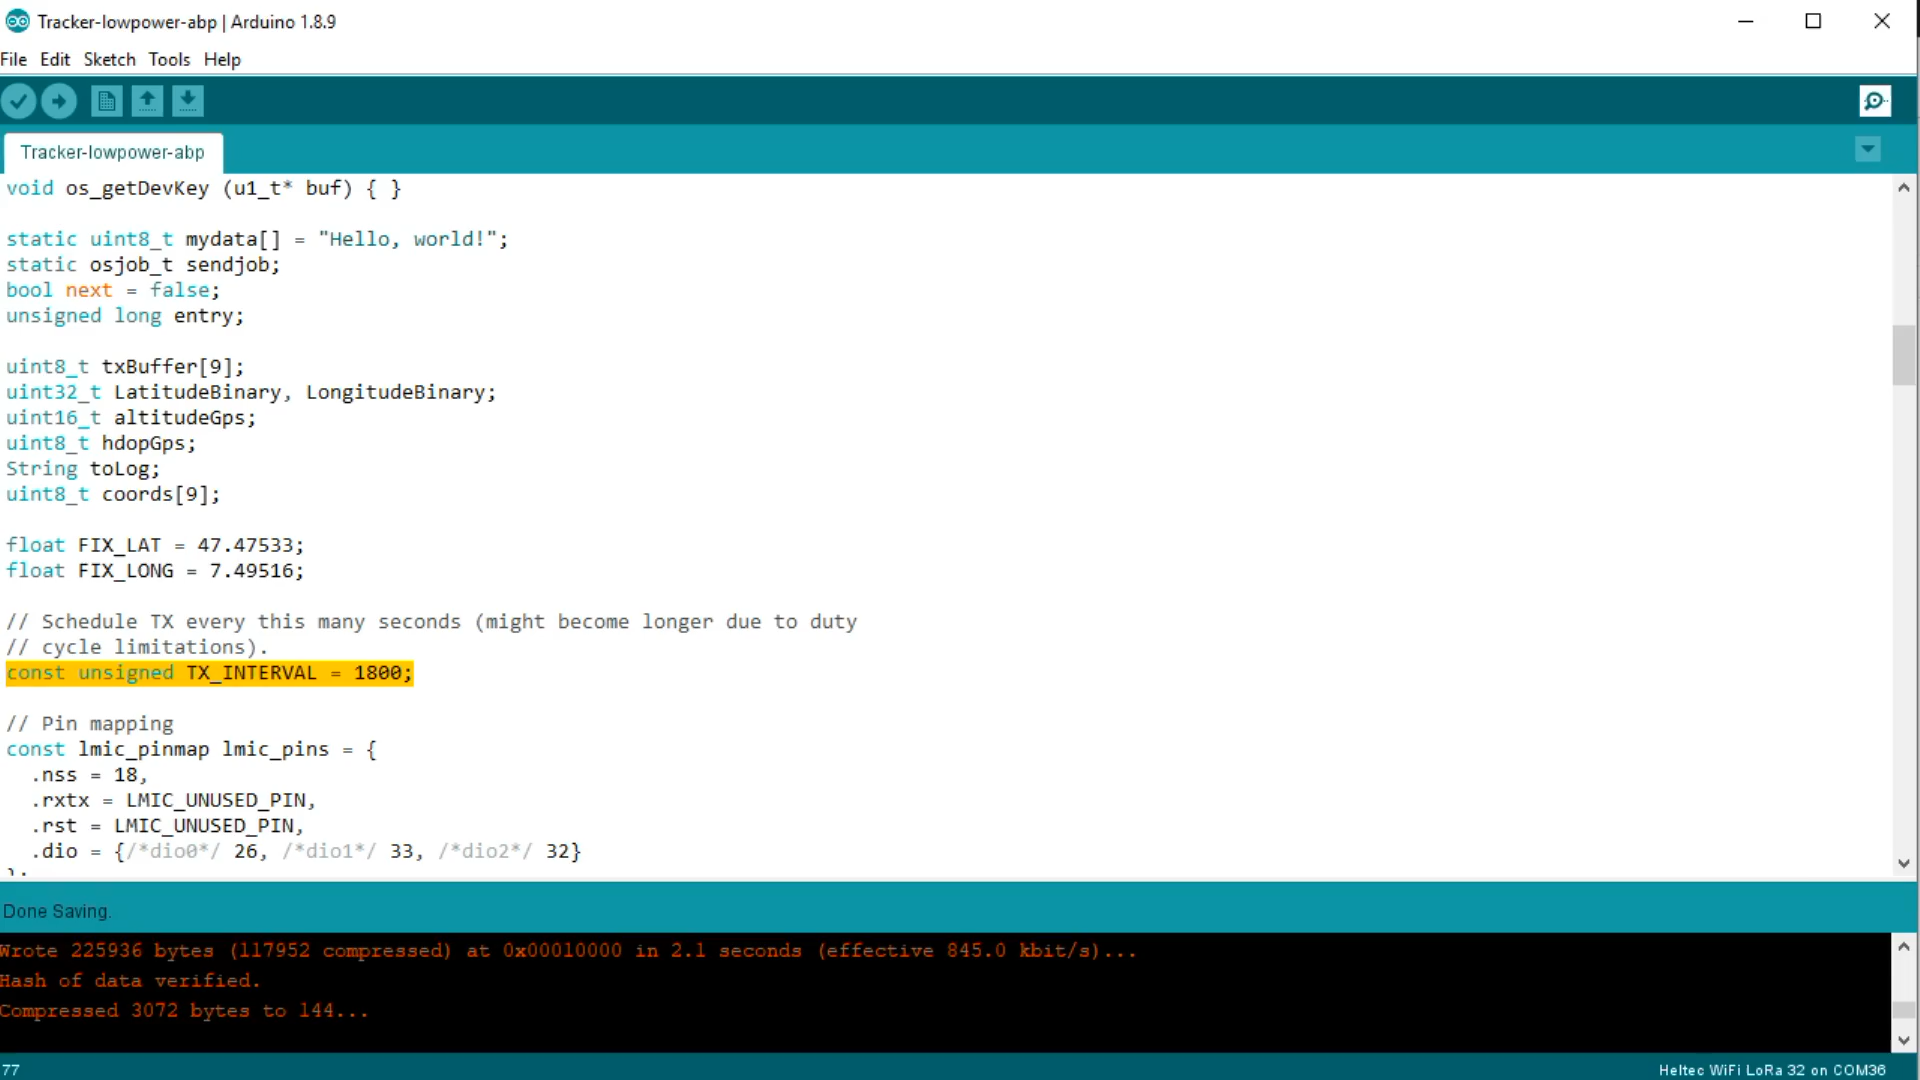 Tracker-lowpower-abp | Arduino 1.8.9
File Edit Sketch Tools Help
Tracker-lowpower-abp
void os_getDevKey (u1_t* buf) { }
static uint8_t mydata[] = "Hello, world!";
static osjob_t sendjob;
bool next = false;
unsigned long entry;
uint8_t txBuffer[9];
uint32_t LatitudeBinary, LongitudeBinary;
uint16_t altitudeGps;
uint8_t hdopGps;
String toLog;
uint8_t coords[9];
float FIX_LAT = 47.47533;
float FIX_LONG = 7.49516;
// Schedule TX every this many seconds (might become longer due to duty
// cycle limitations).
const unsigned TX_INTERVAL = 1800;
// Pin mapping
const lmic_pinmap lmic_pins = {
.nss = 18,
.rxtx = LMIC_UNUSED_PIN,
.rst = LMIC_UNUSED_PIN,
.dio = {/*dio0*/ 26, /*dio1*/ 33, /*dio2*/ 32}
};
Done Saving.
Wrote 225936 bytes (117952 compressed) at 0x00010000 in 2.1 seconds (effective 845.0 kbit/s)...
Hash of data verified.
Compressed 3072 bytes to 144...
77
Heltec WiFi LoRa 32 on COM36